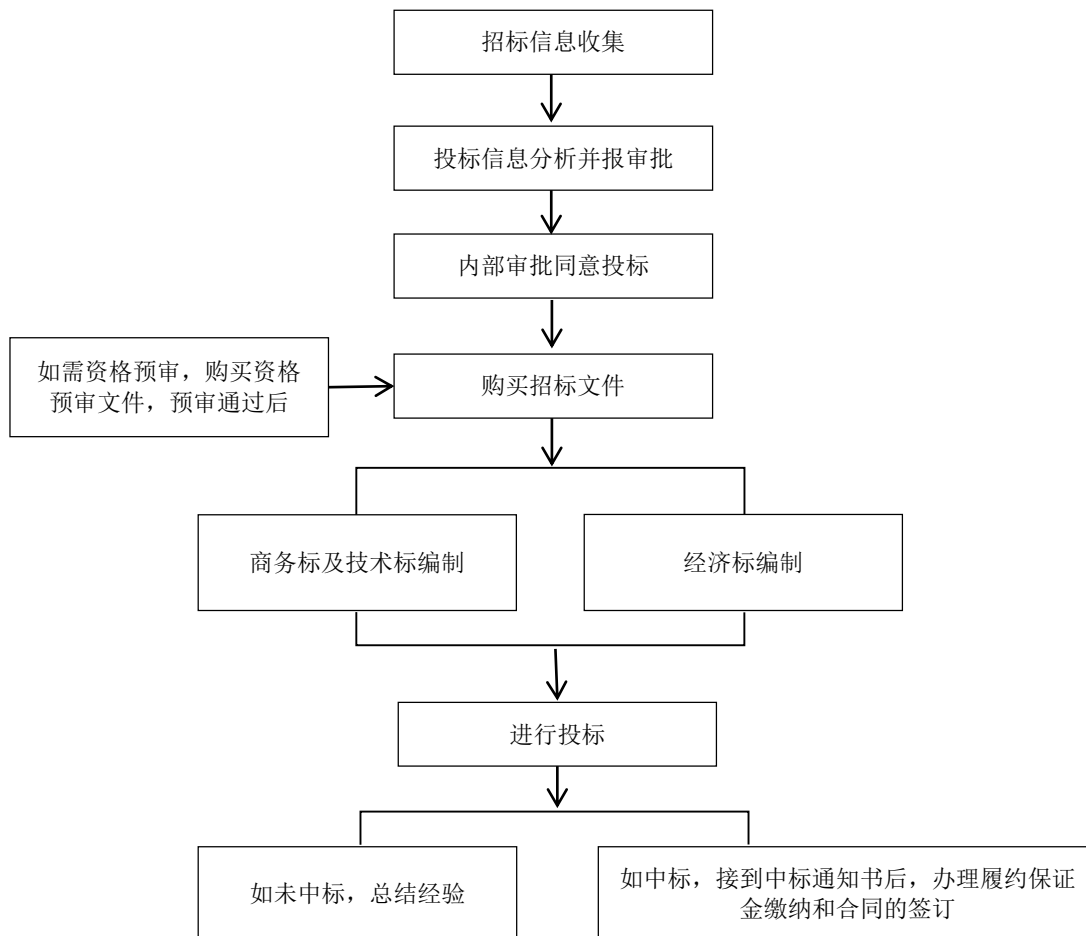 招标信息收集
投标信息分析并报审批
内部审批同意投标
如需资格预审，购买资格
预审文件，预审通过后
购买招标文件
商务标及技术标编制
经济标编制
进行投标
如未中标，总结经验
如中标，接到中标通知书后，办理履约保证
金缴纳和合同的签订